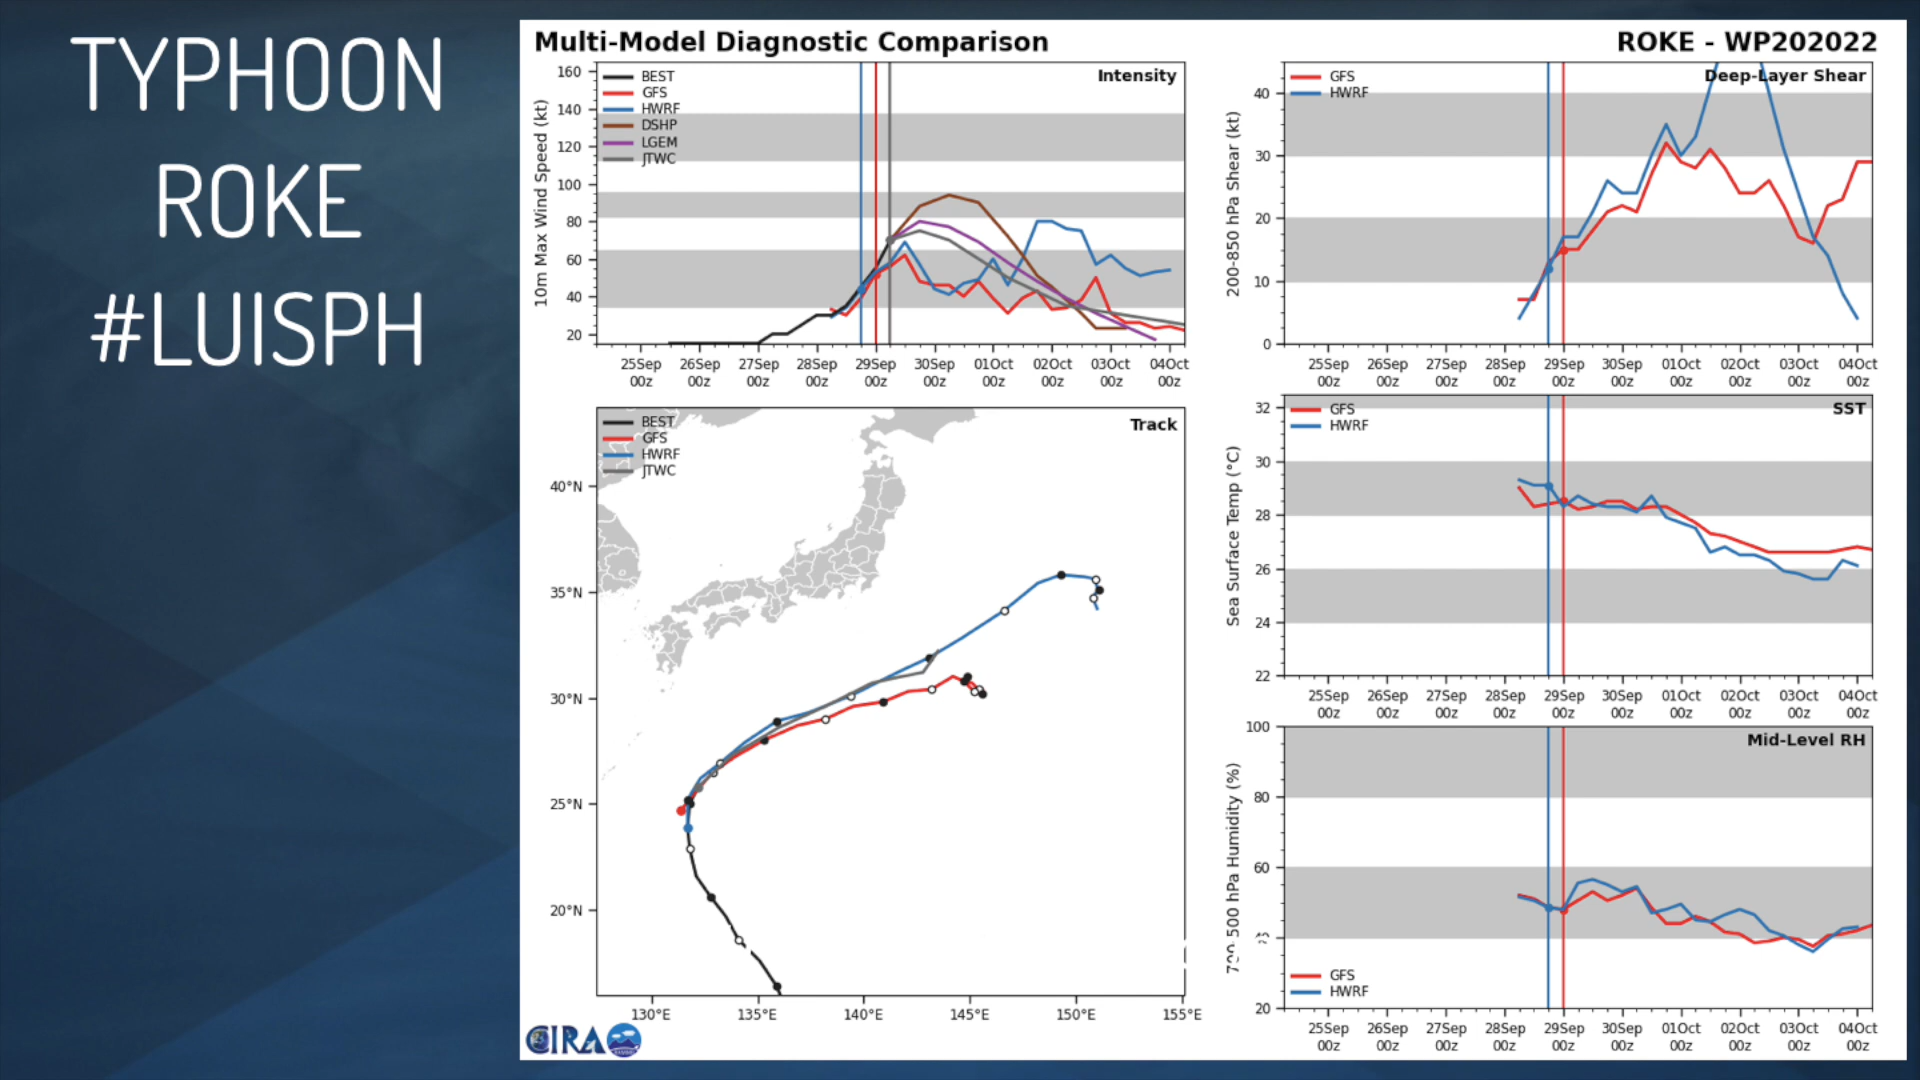 TYPHOON
ROKE
#LUISPH
Multi-Model Diagnostic Comparison
ROKE - WP202022
Intensity
BEST
GFS
HWRF
DSHP
LGEM
JTWC
10m Max Wind Speed (kt)
160
140
120
100
80
60
40
20
25Sep 26Sep 27Sep 28Sep 29Sep 30Sep 01Oct 02Oct 03Oct 04Oct
00z 00z 00z 00z 00z 00z 00z 00z 00z 00z
Track
BEST
GFS
HWRF
JTWC
40°N
35°N
30°N
25°N
20°N
130°E 135°E 140°E 145°E 150°E 155°E
CIRA
Deep-Layer Shear
GFS
HWRF
200-850 hPa Shear (kt)
40
30
20
10
0
25Sep 26Sep 27Sep 28Sep 29Sep 30Sep 01Oct 02Oct 03Oct 04Oct
00z 00z 00z 00z 00z 00z 00z 00z 00z 00z
SST
GFS
HWRF
Sea Surface Temp (°C)
32
30
28
26
24
22
25Sep 26Sep 27Sep 28Sep 29Sep 30Sep 01Oct 02Oct 03Oct 04Oct
00z 00z 00z 00z 00z 00z 00z 00z 00z 00z
Mid-Level RH
500 hPa Humidity (%)
100
80
60
20
GFS
HWRF
25Sep 26Sep 27Sep 28Sep 29Sep 30Sep 01Oct 02Oct 03Oct 04Oct
00z 00z 00z 00z 00z 00z 00z 00z 00z 00z